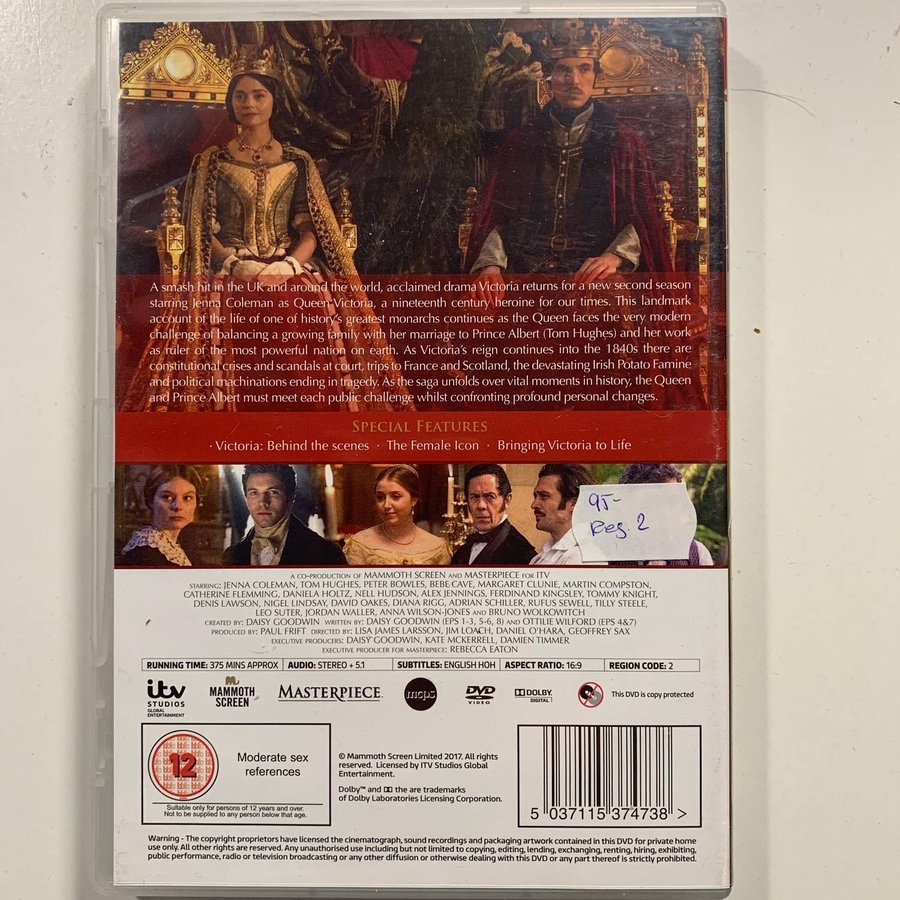 A smash hit in the UK and around the world, acclaimed drama Victoria returns for a new second season
starring Jenna Coleman as Queen Victoria, a nineteenth century heroine for our times. This landmark
account of the life of one of history's greatest monarchs continues as the Queen faces the very modern
challenge of balancing a growing family with her marriage to Prince Albert (Tom Hughes) and her work
as ruler of the most powerful nation on earth. As Victoria's reign continues into the 1840s there are
constitutional crises and scandals at court, trips to France and Scotland, the devastating Irish Potato Famine
and political machinations ending in tragedy. As the saga unfolds over vital moments in history, the Queen
and Prince Albert must meet each public challenge whilst confronting profound personal changes.
SPECIAL FEATURES
· Victoria: Behind the scenes · The Female Icon · Bringing Victoria to Life
95-
Reg. 2
A CO-PRODUCTION OF MAMMOTH SCREEN AND MASTERPIECE FOR ITV
STARRING: JENNA COLEMAN, TOM HUGHES, PETER BOWLES, BEBE CAVE, MARGARET CLUNIE, MARTIN COMPSTON,
CATHERINE FLEMMING, DANIELA HOLTZ, NELL HUDSON, ALEX JENNINGS, FERDINAND KINGSLEY, TOMMY KNIGHT,
DENIS LAWSON, NIGEL LINDSAY, DAVID OAKES, DIANA RIGG, ADRIAN SCHILLER, RUFUS SEWELL, TILLY STEELE,
LEO SUTER, JORDAN WALLER, ANNA WILSON-JONES AND BRUNO WOLKOWITCH
CREATED BY: DAISY GOODWIN WRITTEN BY: DAISY GOODWIN (EPS 1-3, 5-6, 8) AND OTTILIE WILFORD (EPS 4&7)
PRODUCED BY: PAUL FRIFT DIRECTED BY: LISA JAMES LARSSON, JIM LOACH, DANIEL O'HARA, GEOFFREY SAX
EXECUTIVE PRODUCERS: DAISY GOODWIN, KATE MCKERRELL, DAMIEN TIMMER
EXECUTIVE PRODUCER FOR MASTERPIECE: REBECCA EATON
RUNNING TIME: 375 MINS APPROX AUDIO: STEREO + 5.1 SUBTITLES: ENGLISH HOH ASPECT RATIO: 16:9 REGION CODE: 2
itv
STUDIOS
GLOBAL
ENTERTAINMENT
MAMMOTH
SCREEN
MASTERPIECE
mcps
DVD
VIDEO
DOLBY
DIGITAL
This DVD is copy protected
12
Moderate sex
references
Suitable only for persons of 12 years and over.
Not to be supplied to any person below that age.
© Mammoth Screen Limited 2017. All rights
reserved. Licensed by ITV Studios Global
Entertainment.
Dolby™ and are the trademarks
of Dolby Laboratories Licensing Corporation.
5 037115 374738 >
Warning - The copyright proprietors have licensed the cinematograph, sound recordings and packaging artwork contained in this DVD for private home
use only. All other rights are reserved. Any unauthorised use including but not limited to copying, editing, lending, exchanging, renting, hiring, exhibiting,
public performance, radio or television broadcasting or any other diffusion or otherwise dealing with this DVD or any part thereof is strictly prohibited.